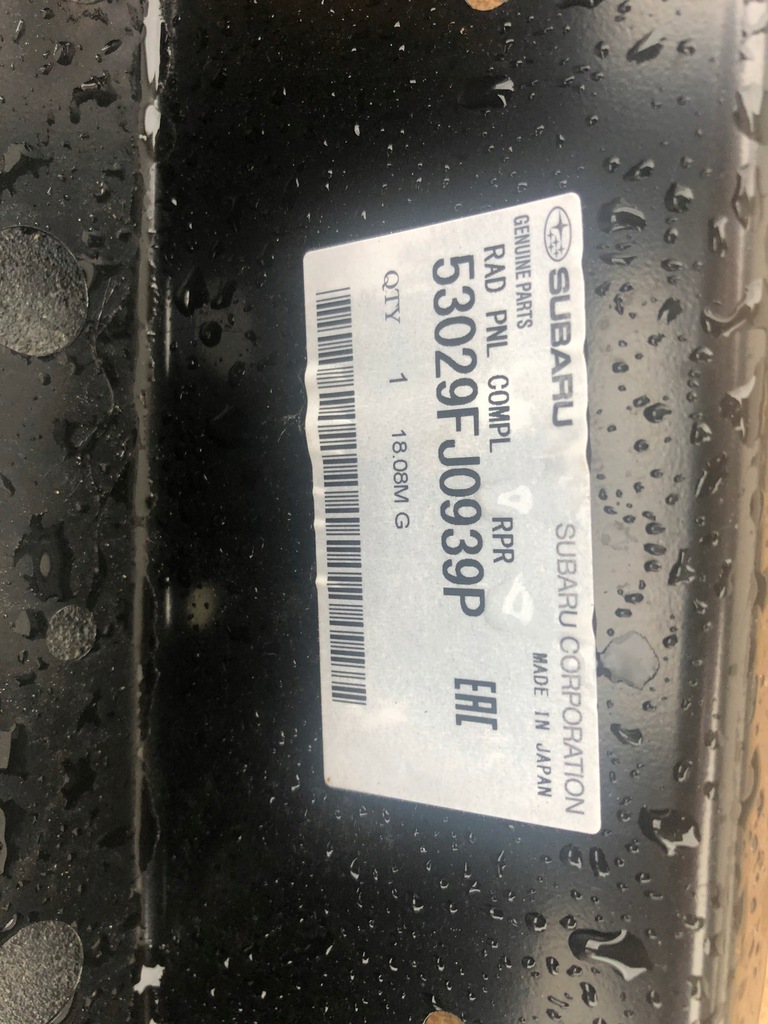 SUBARU SUBARU CORPORATION
GENUINE PARTS MADE IN JAPAN
RAD PNL COMPL RPR
53029FJ0939P EAC
QTY 1 18.08M G